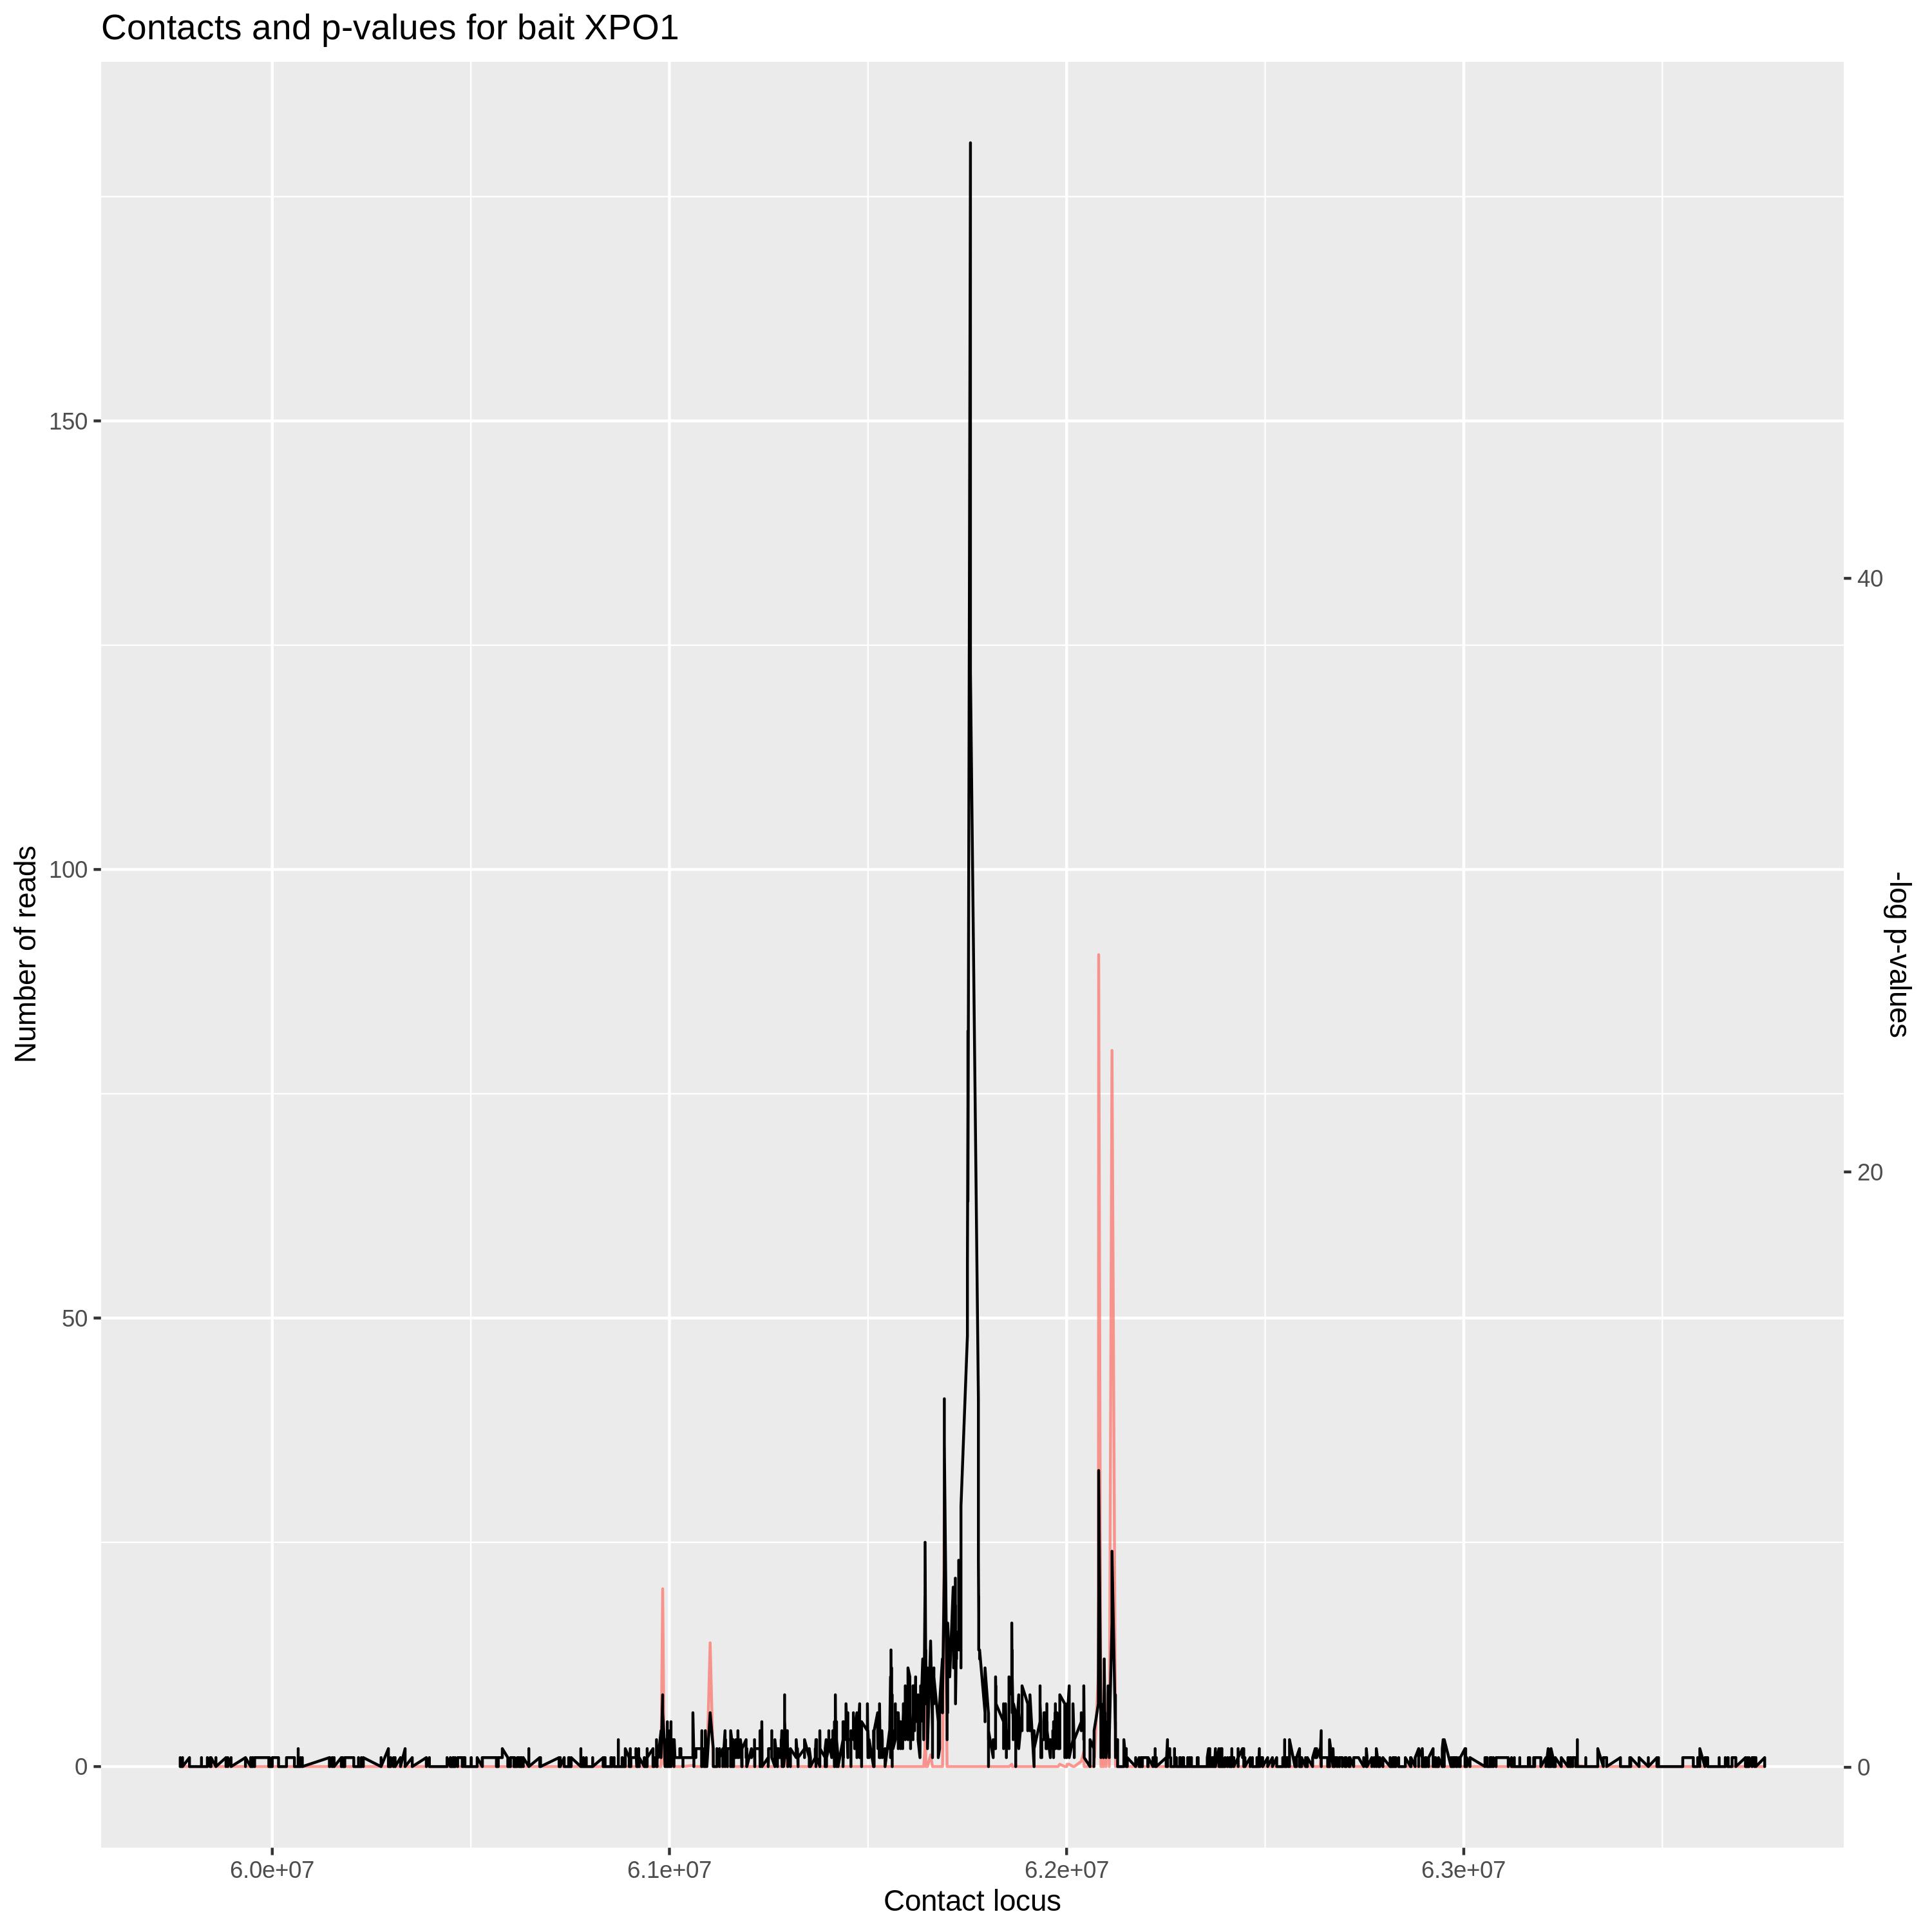 Contacts and p-values for bait XPO1
150
100
50
0
40
20
0
Number of reads
-log p-values
6.0e+07
6.1e+07
6.2e+07
6.3e+07
Contact locus